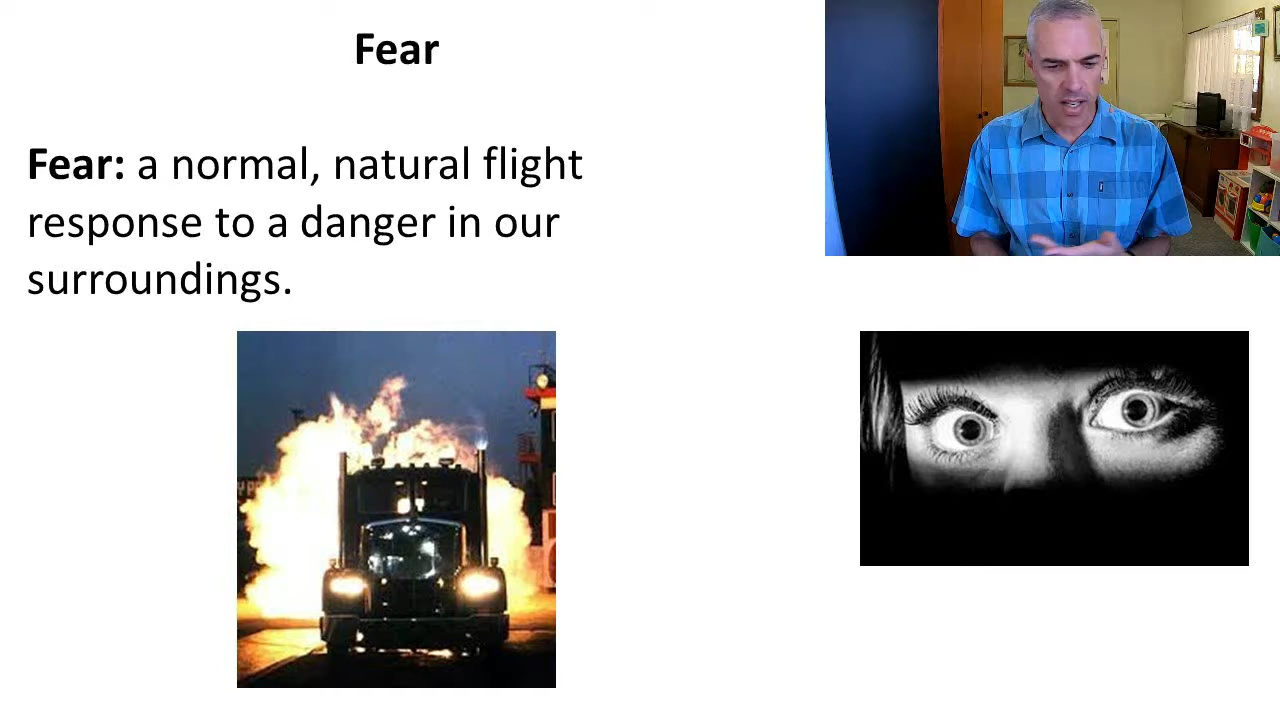 Fear
Fear: a normal, natural flight
response to a danger in our
surroundings.